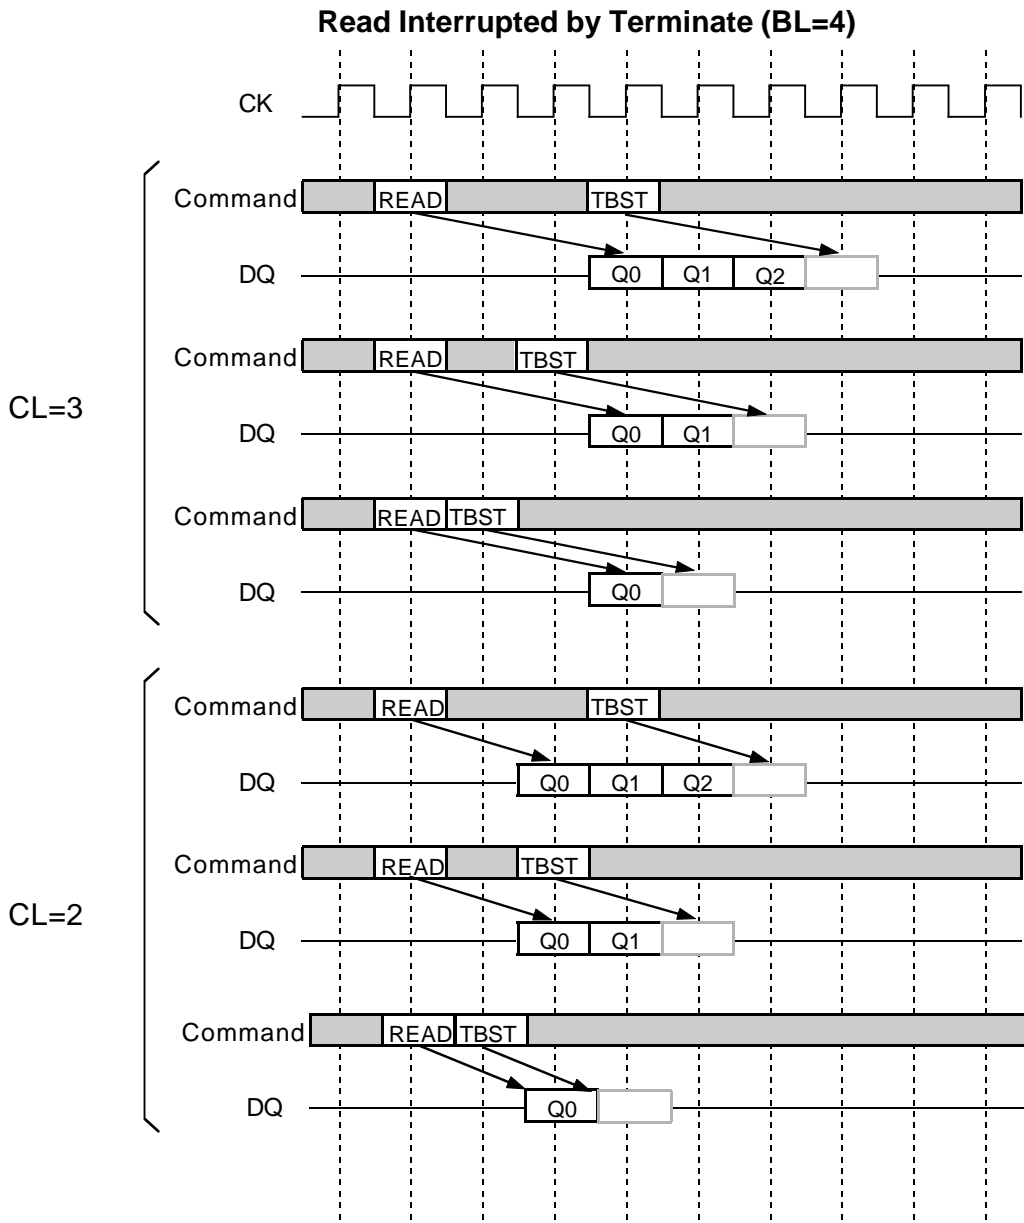 Read Interrupted by Terminate (BL=4)
CK
Command READ TBST
DQ Q0 Q1 Q2
Command READ TBST
CL=3
DQ Q0 Q1
Command READ TBST
DQ Q0
Command READ TBST
DQ Q0 Q1 Q2
Command READ TBST
CL=2
DQ Q0 Q1
Command READ TBST
DQ Q0